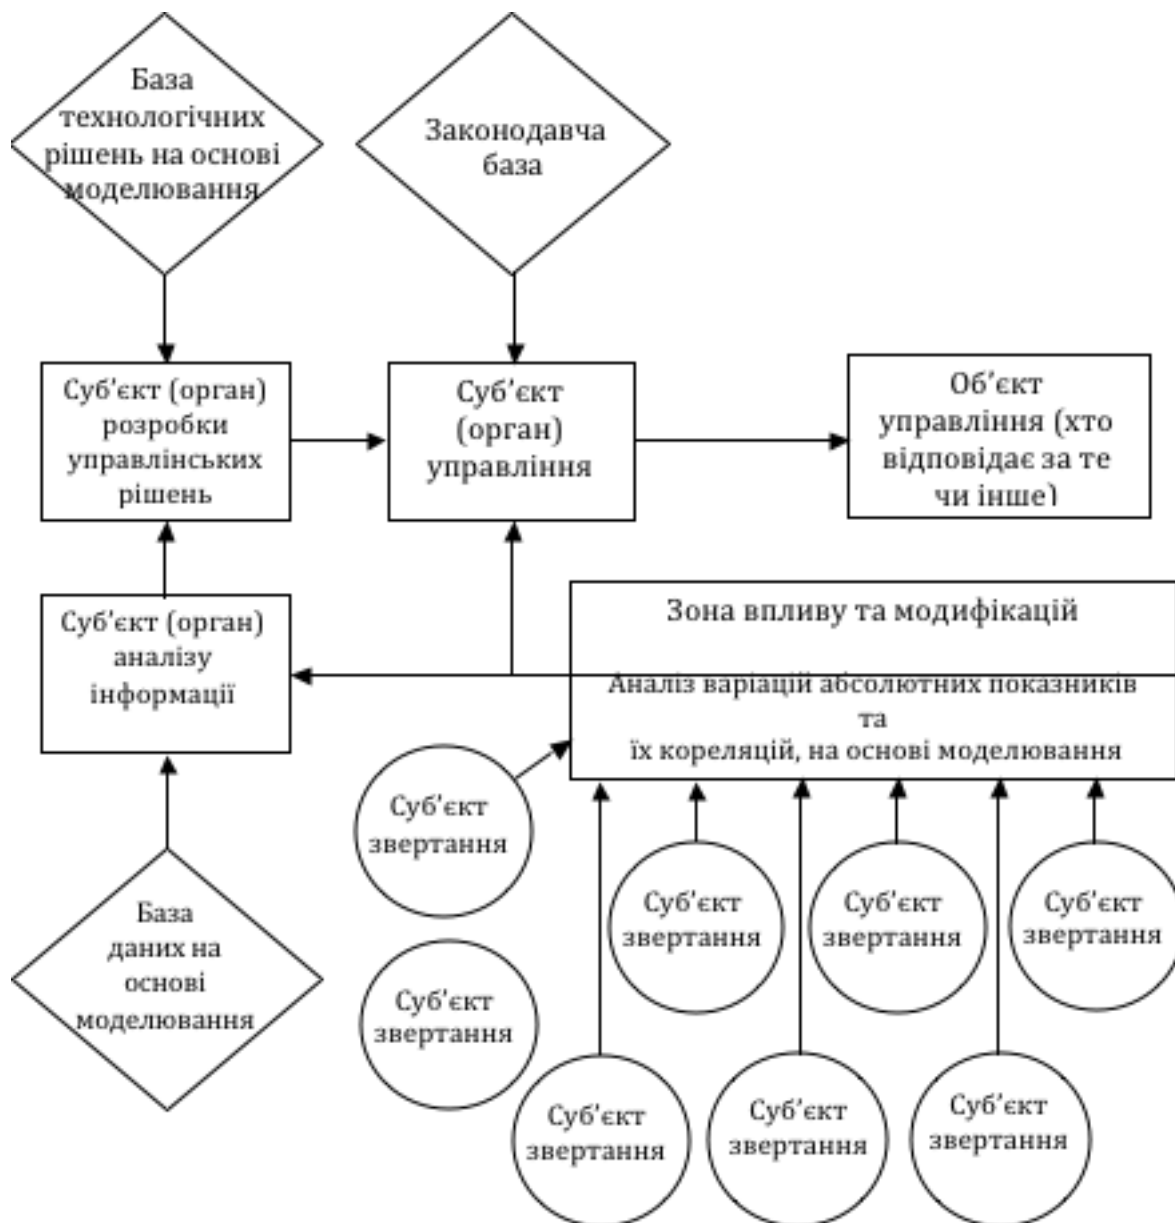 База
технологічних
рішень на основі
моделювання
Законодавча
база
Суб’єкт (орган)
розробки
управлінських
рішень
Суб’єкт
(орган)
управління
Об’єкт
управління (хто
відповідає за те
чи інше)
Суб’єкт (орган)
аналізу
інформації
Зона впливу та модифікацій
Аналіз варіацій абсолютних показників
та
їх кореляцій, на основі моделювання
База
даних на
основі
моделювання
Суб’єкт
звертання
Суб’єкт
звертання
Суб’єкт
звертання
Суб’єкт
звертання
Суб’єкт
звертання
Суб’єкт
звертання
Суб’єкт
звертання
Суб’єкт
звертання